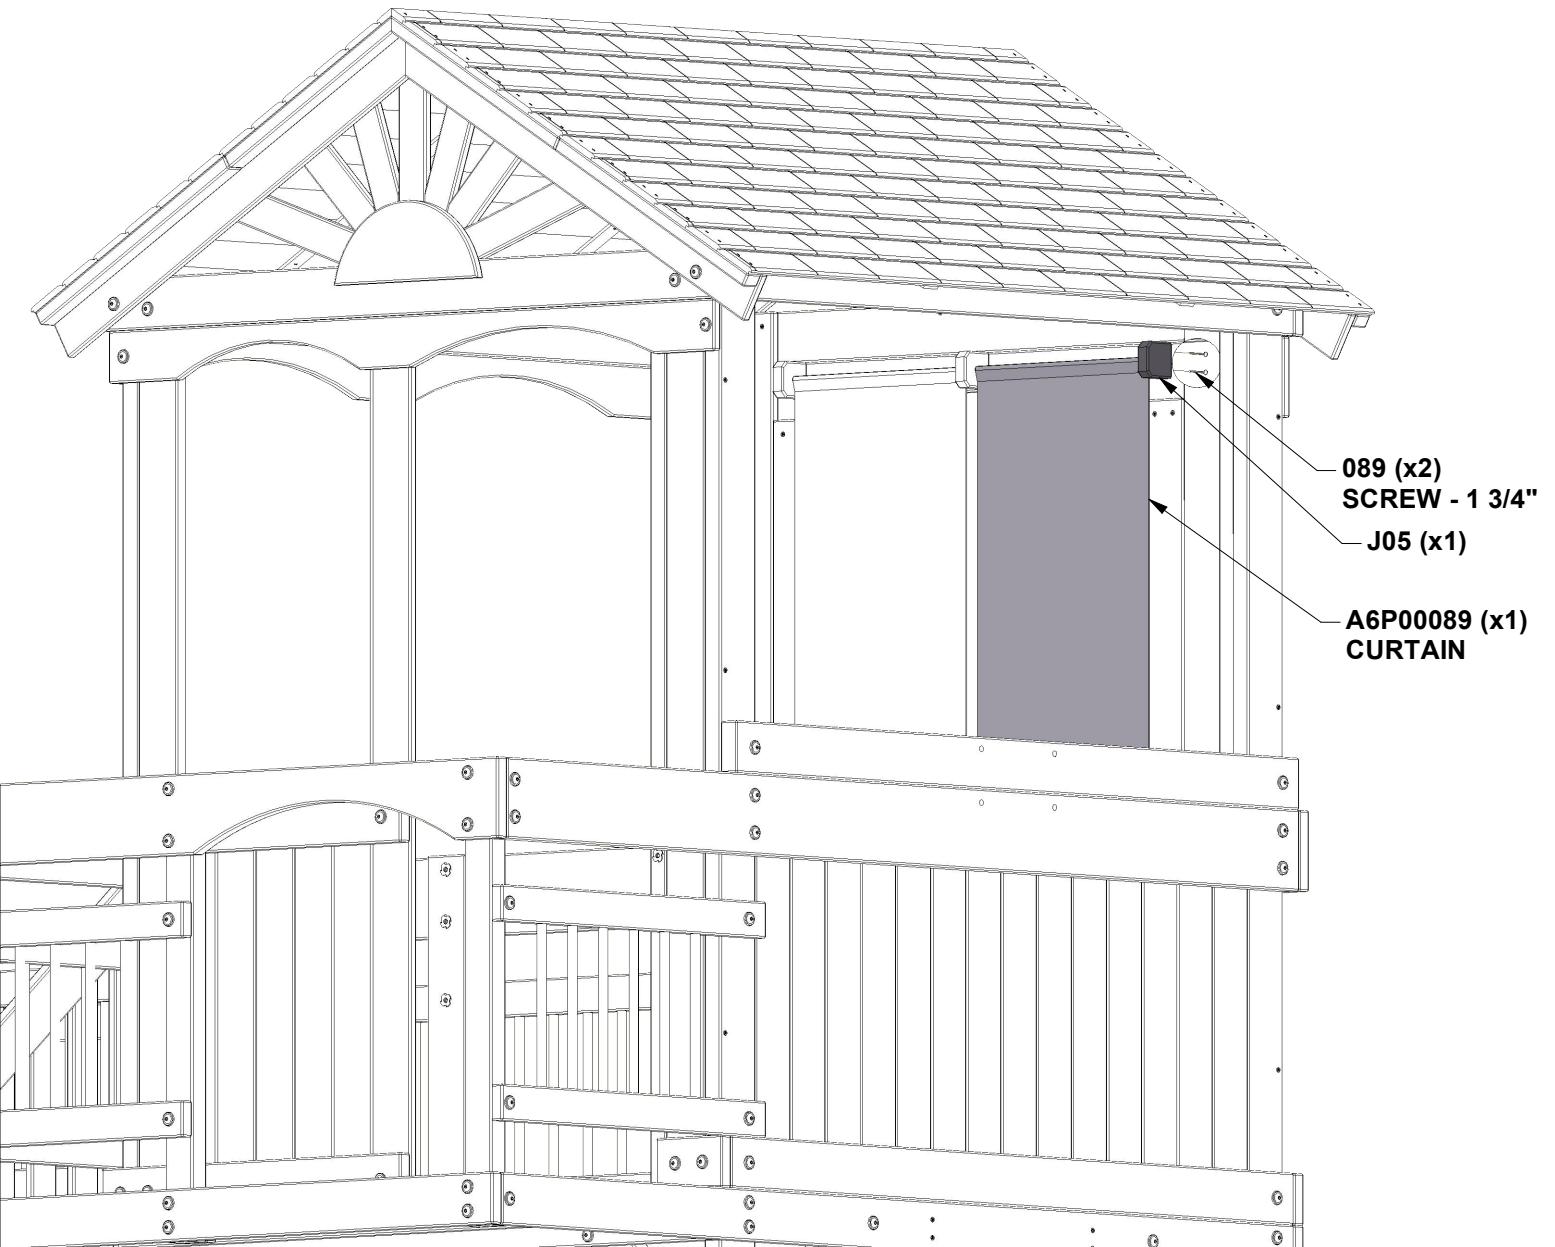 089 (x2)
SCREW - 1 3/4"
J05 (x1)
A6P00089 (x1)
CURTAIN